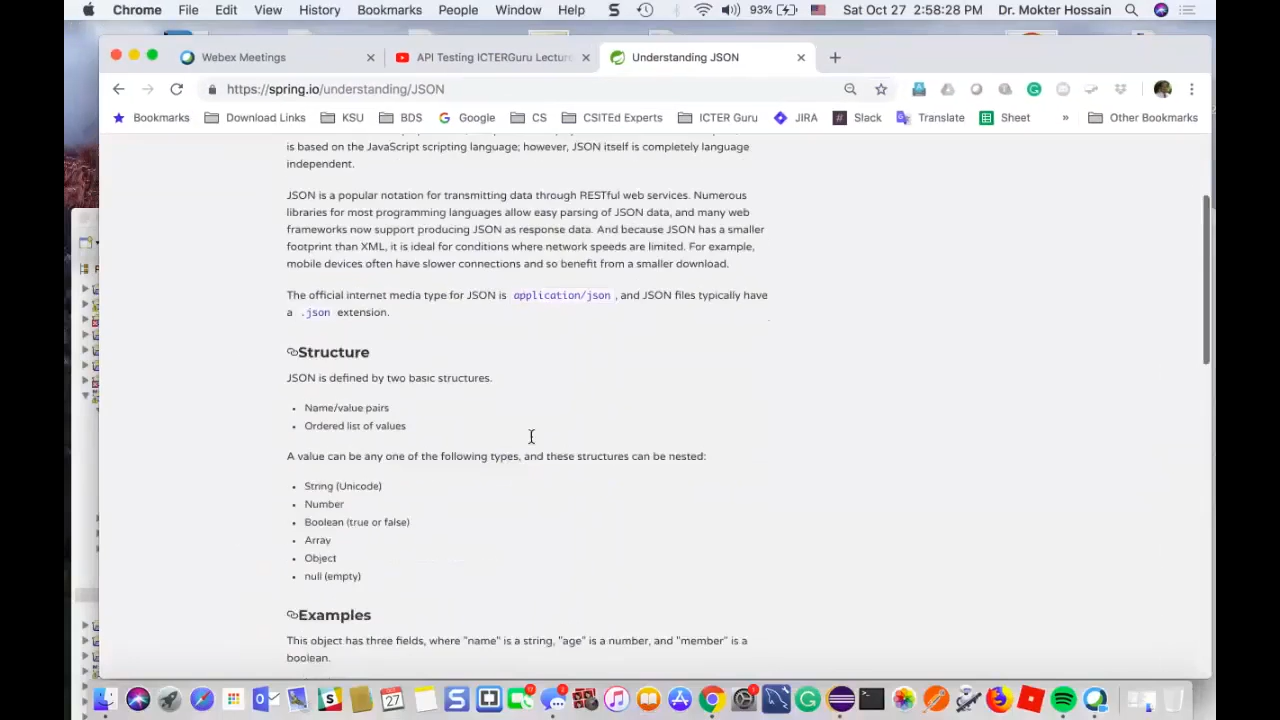 Chrome File Edit View History Bookmarks People Window Help 93% Sat Oct 27 2:58:28 PM Dr. Mokter Hossain
Webex Meetings API Testing ICTERGuru Lectur Understanding JSON
https://spring.io/understanding/JSON
Bookmarks Download Links KSU BDS Google CS CSITEd Experts ICTER Guru JIRA Slack Translate Sheet » Other Bookmarks
is based on the JavaScript scripting language; however, JSON itself is completely language
independent.
JSON is a popular notation for transmitting data through RESTful web services. Numerous
libraries for most programming languages allow easy parsing of JSON data, and many web
frameworks now support producing JSON as response data. And because JSON has a smaller
footprint than XML, it is ideal for conditions where network speeds are limited. For example,
mobile devices often have slower connections and so benefit from a smaller download.
The official internet media type for JSON is application/json, and JSON files typically have
a .json extension.
Structure
JSON is defined by two basic structures.
• Name/value pairs
• Ordered list of values
A value can be any one of the following types, and these structures can be nested:
• String (Unicode)
• Number
• Boolean (true or false)
• Array
• Object
• null (empty)
Examples
This object has three fields, where "name" is a string, "age" is a number, and "member" is a
boolean.
27